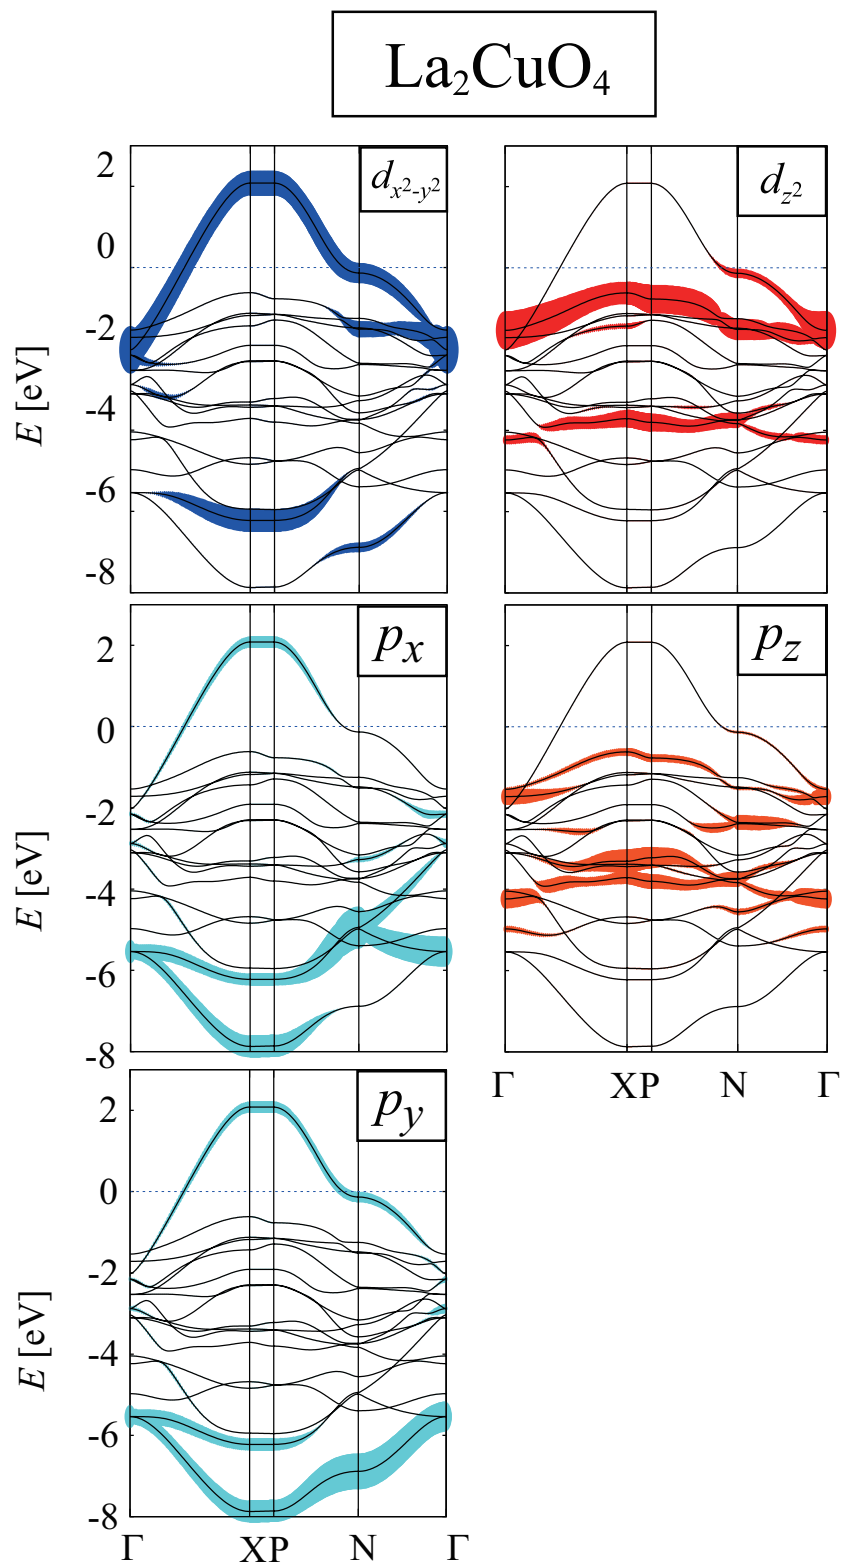 La₂CuO₄
2
0
-2
-4
-6
-8
E [eV]
dx²-y²
dz²
2
0
-2
-4
-6
-8
E [eV]
px
pz
Γ XP N Γ
2
0
-2
-4
-6
-8
E [eV]
py
Γ XP N Γ